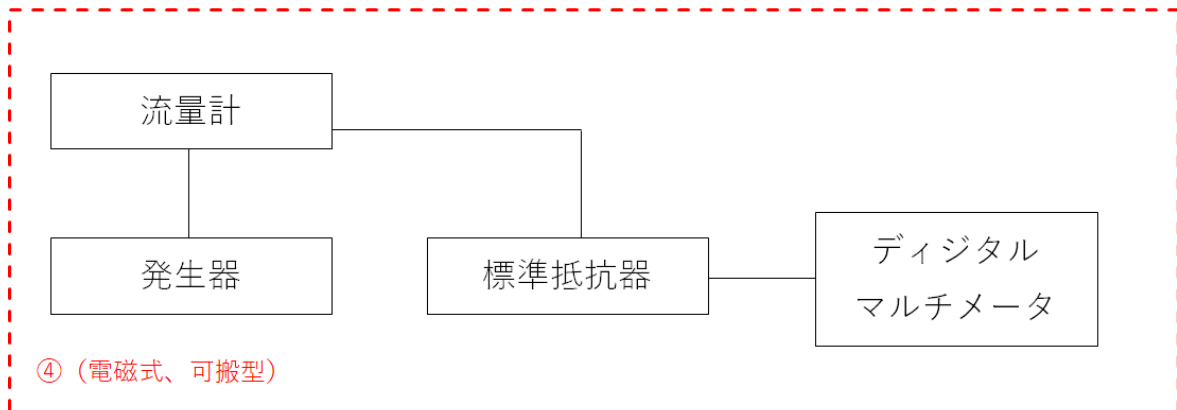 流量計
発生器
標準抵抗器
ディジタル
マルチメータ
④（電磁式、可搬型）